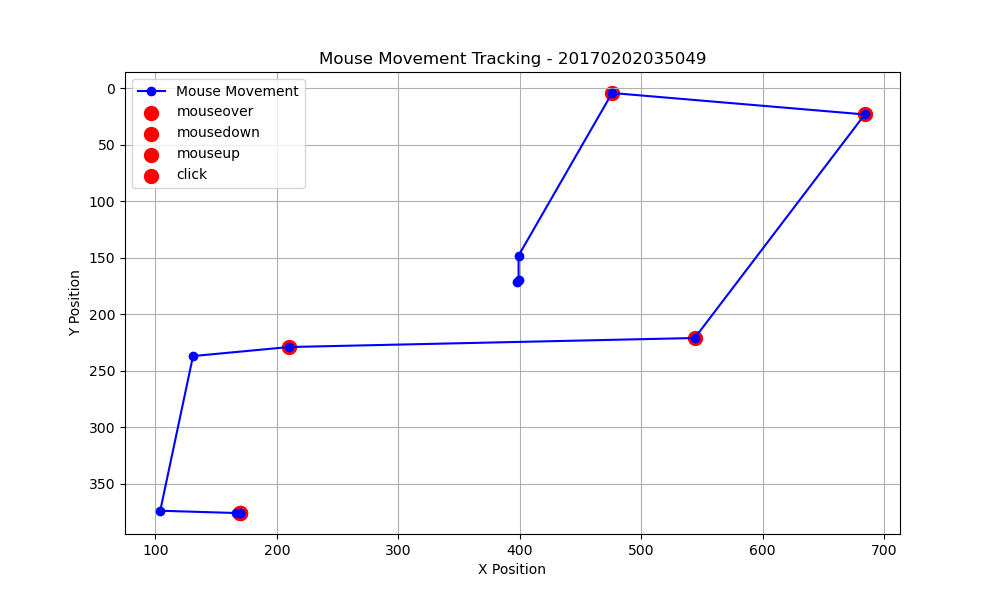 Mouse Movement Tracking - 20170202035049
Mouse Movement
mouseover
mousedown
mouseup
click
0
50
100
150
200
250
300
350
Y Position
100 200 300 400 500 600 700
X Position